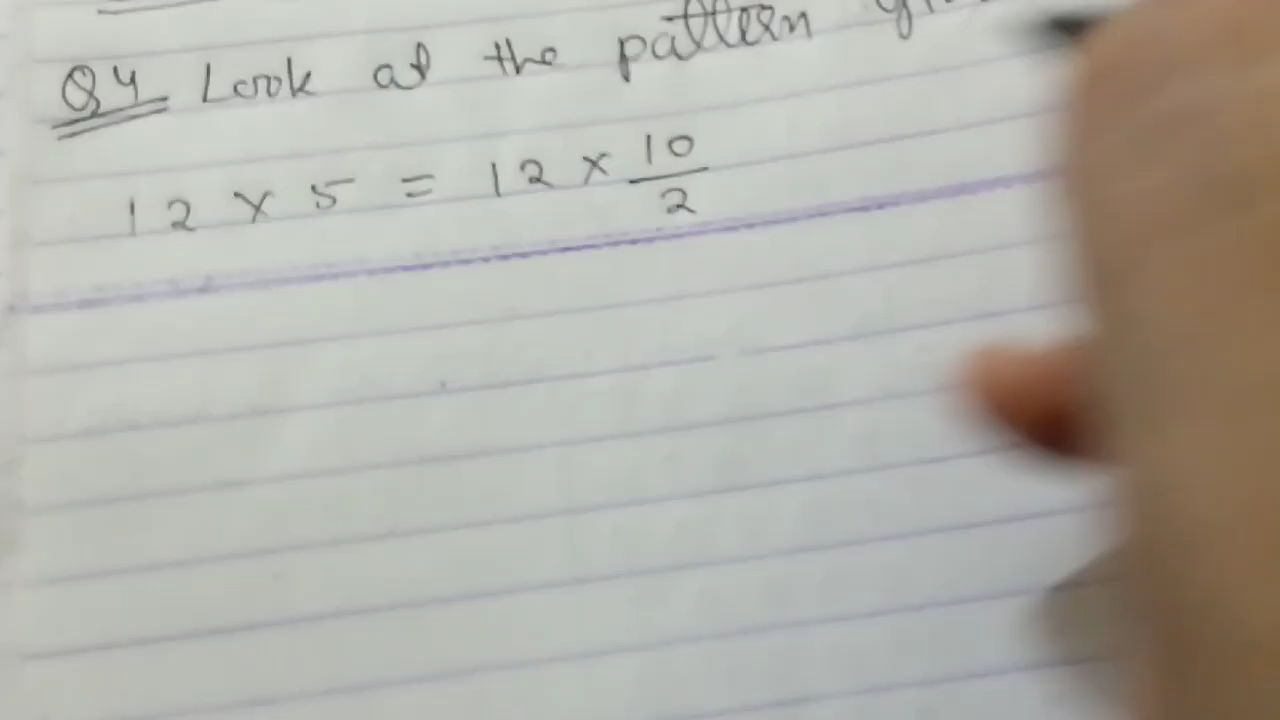 Q4 Look at the pattern
12 × 5 = 12 × 10/2